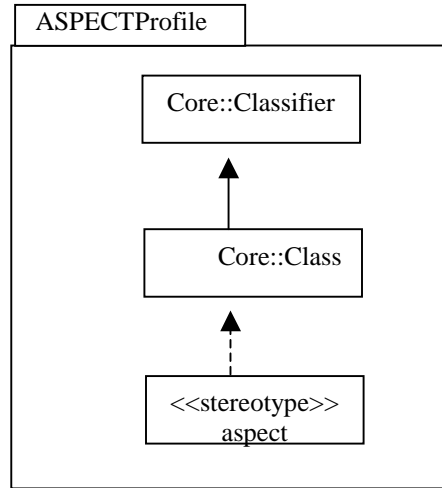 ASPECTProfile
Core::Classifier
Core::Class
<<stereotype>>
aspect